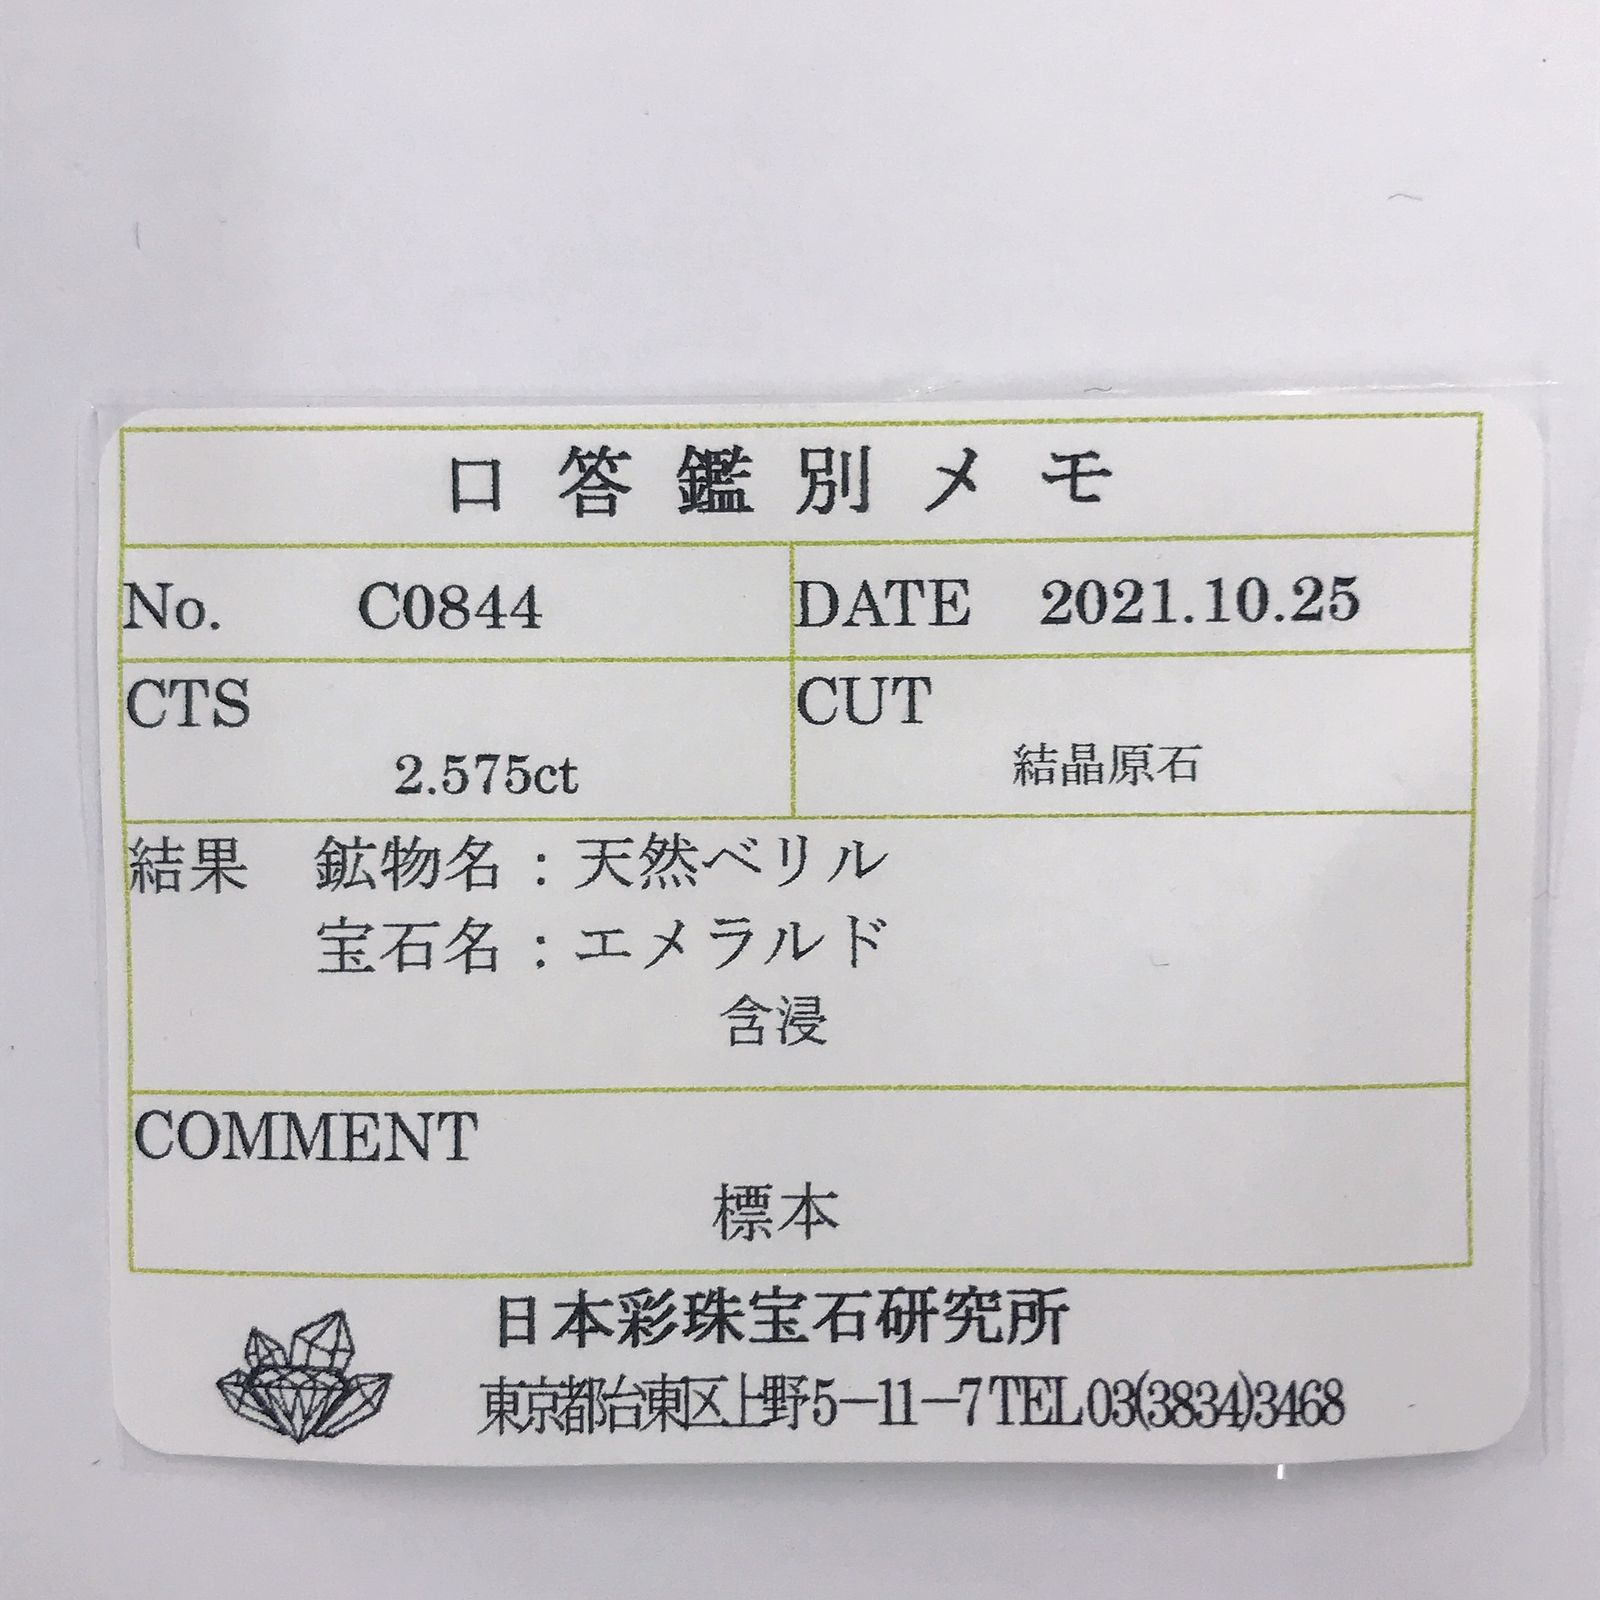 口答鑑別メモ
No. C0844 DATE 2021.10.25
CTS CUT
2.575ct 結晶原石
結果 鉱物名：天然ベリル
宝石名：エメラルド
含浸
COMMENT
標本
日本彩珠宝石研究所
東京都台東区上野5－11－7 TEL 03(3834)3468